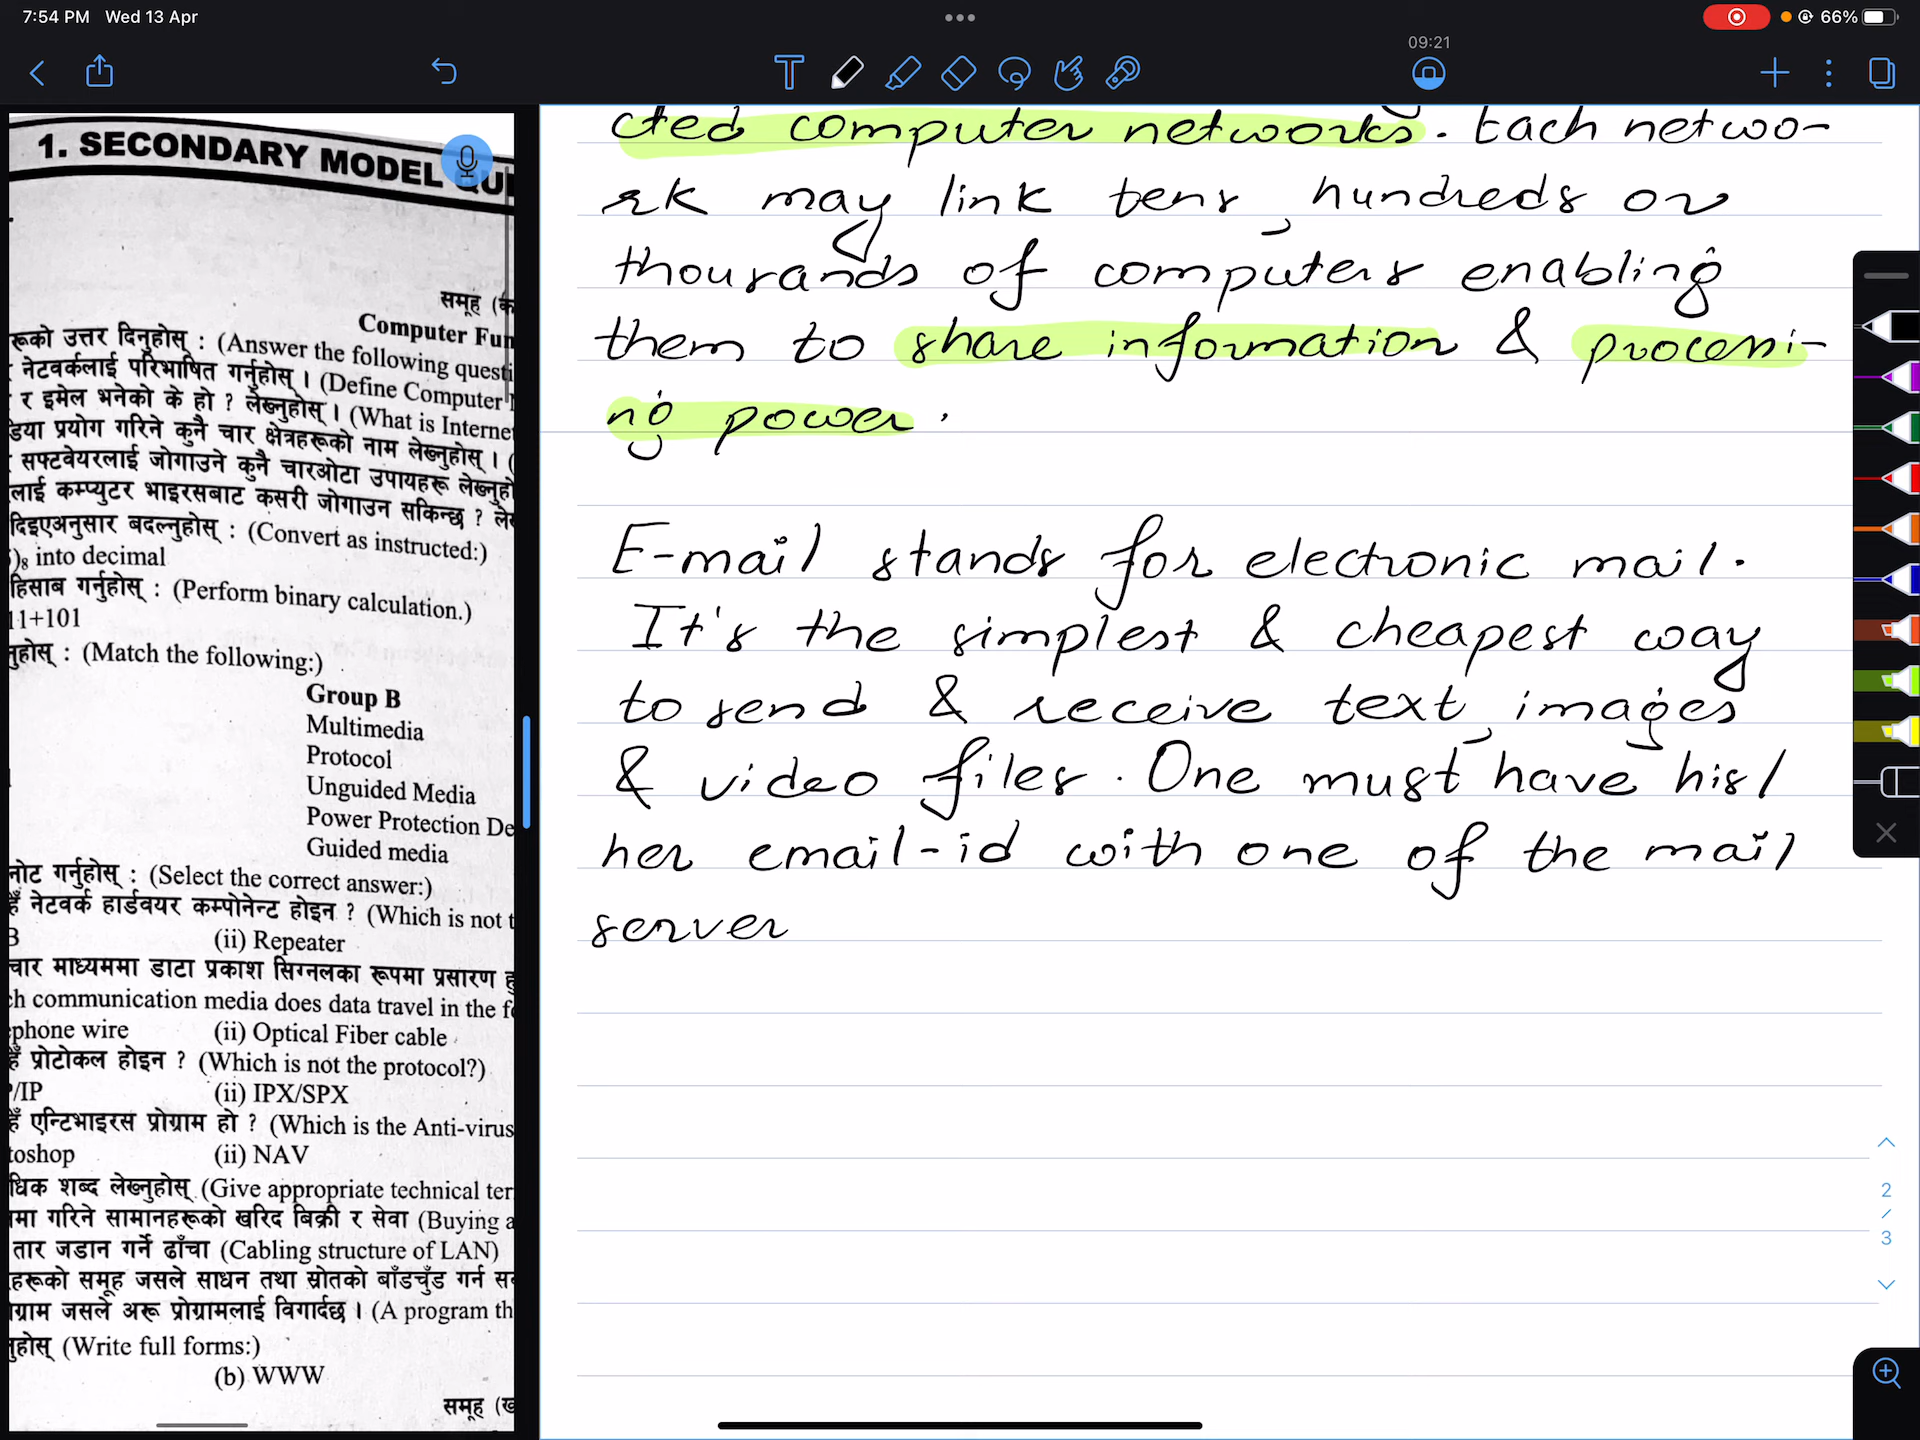 7:54 PM Wed 13 Apr
66%
09:21
1. SECONDARY MODEL QU
समूह (क
Computer Fun
रूको उत्तर दिनुहोस् : (Answer the following questi
नेटवर्कलाई परिभाषित गर्नुहोस् । (Define Computer
र इमेल भनेको के हो ? लेख्नुहोस् । (What is Interne
डिया प्रयोग गरिने कुनै चार क्षेत्रहरूको नाम लेख्नुहोस् । (
सफ्टवेयरलाई जोगाउने कुनै चारओटा उपायहरू लेख्नुहो
लाई कम्प्युटर भाइरसबाट कसरी जोगाउन सकिन्छ ? ले
दिइएअनुसार बदल्नुहोस् : (Convert as instructed:)
)₈ into decimal
हिसाब गर्नुहोस् : (Perform binary calculation.)
11+101
नुहोस् : (Match the following:)
Group B
Multimedia
Protocol
Unguided Media
Power Protection De
Guided media
नोट गर्नुहोस् : (Select the correct answer:)
हँ नेटवर्क हार्डवयर कम्पोनेन्ट होइन ? (Which is not t
B (ii) Repeater
चार माध्यममा डाटा प्रकाश सिग्नलका रूपमा प्रसारण हु
ch communication media does data travel in the fo
ephone wire (ii) Optical Fiber cable
हँ प्रोटोकल होइन ? (Which is not the protocol?)
/IP (ii) IPX/SPX
हँ एन्टिभाइरस प्रोग्राम हो ? (Which is the Anti-virus
toshop (ii) NAV
धिक शब्द लेख्नुहोस् (Give appropriate technical ter
मा गरिने सामानहरूको खरिद बिक्री र सेवा (Buying a
तार जडान गर्ने ढाँचा (Cabling structure of LAN)
हरूको समूह जसले साधन तथा स्रोतको बाँडचुँड गर्न स
ग्राम जसले अरू प्रोग्रामलाई विगार्दछ । (A program th
नुहोस् (Write full forms:)
(b) WWW
समूह (ख
cted computer networks. Each netwo-
rk may link tens, hundreds or
thousands of computers enabling
them to share information & processi-
ng power.
E-mail stands for electronic mail.
It's the simplest & cheapest way
to send & receive text, images
& video files. One must have his/
her email-id with one of the mail
server
2
/
3